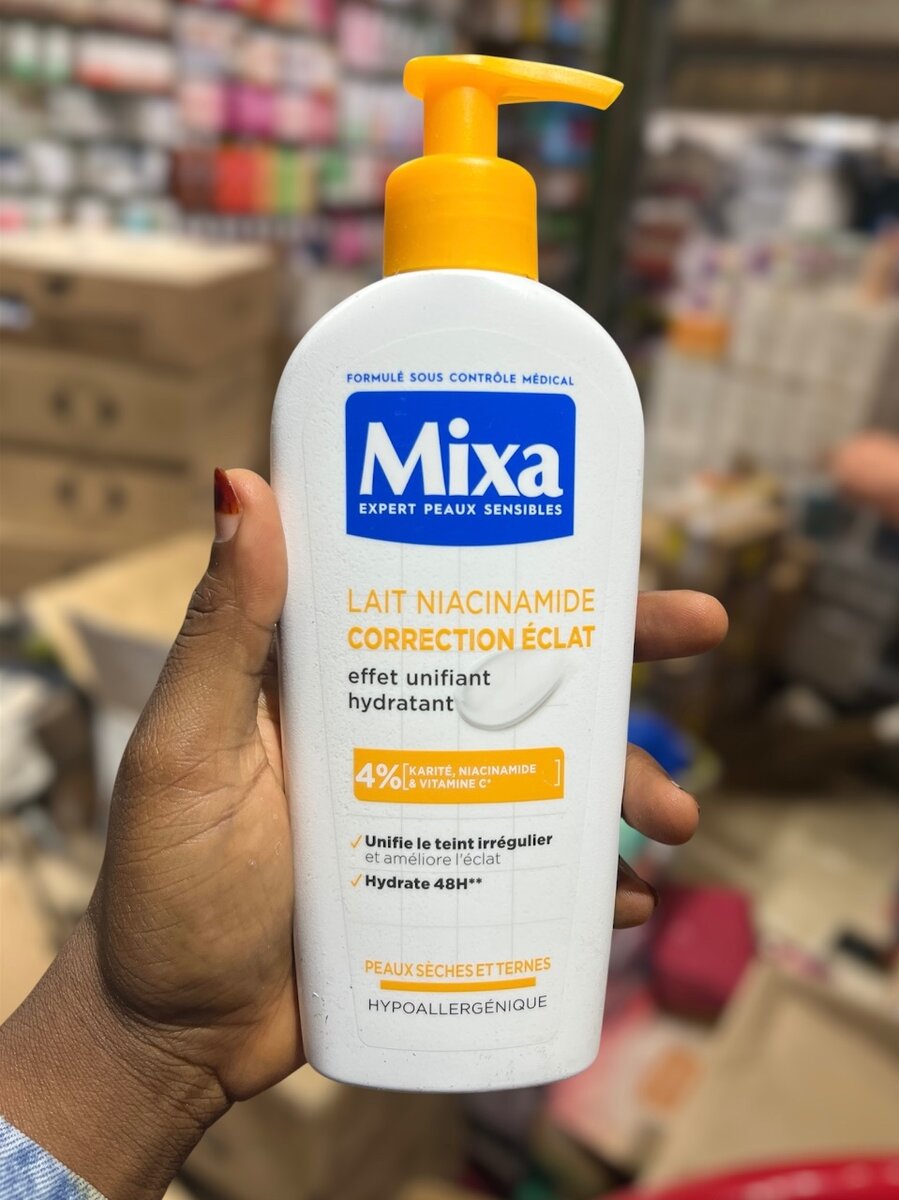 FORMULÉ SOUS CONTRÔLE MÉDICAL
Mixa
EXPERT PEAUX SENSIBLES
LAIT NIACINAMIDE
CORRECTION ÉCLAT
effet unifiant
hydratant
4% [KARITÉ, NIACINAMIDE
& VITAMINE C*]
✓Unifie le teint irrégulier
et améliore l'éclat
✓Hydrate 48H**
PEAUX SÈCHES ET TERNES
HYPOALLERGÉNIQUE